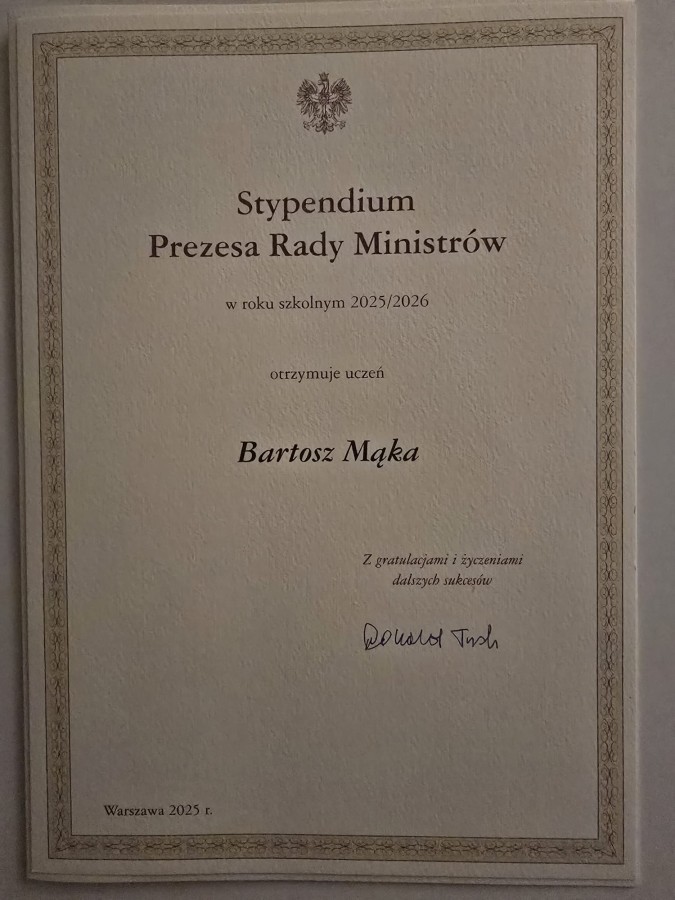 Stypendium
Prezesa Rady Ministrów
w roku szkolnym 2025/2026
otrzymuje uczeń
Bartosz Mąka
Z gratulacjami i życzeniami
dalszych sukcesów
Donald Tusk
Warszawa 2025 r.